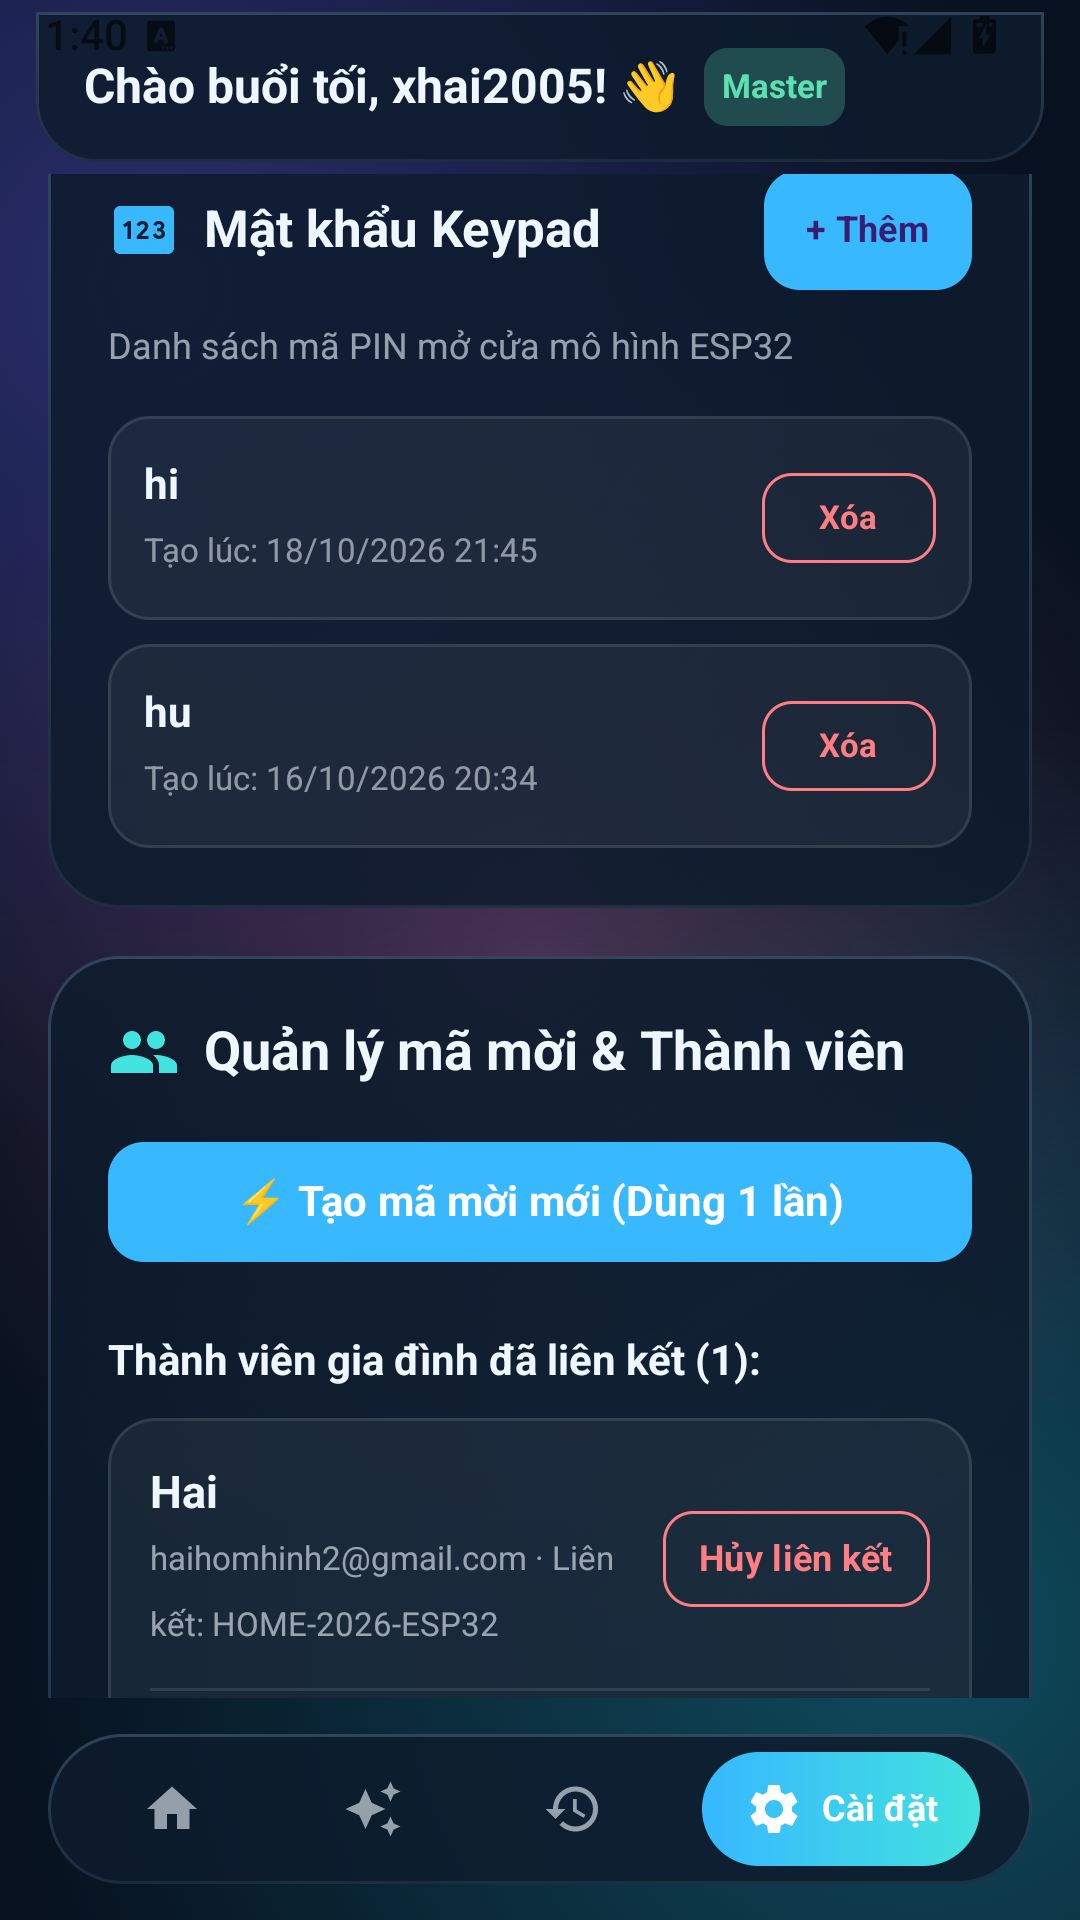 1:40
Chào buổi tối, xhai2005! 👋 Master
123 Mật khẩu Keypad
+ Thêm
Danh sách mã PIN mở cửa mô hình ESP32
hi
Tạo lúc: 18/10/2026 21:45
Xóa
hu
Tạo lúc: 16/10/2026 20:34
Xóa
Quản lý mã mời & Thành viên
⚡ Tạo mã mời mới (Dùng 1 lần)
Thành viên gia đình đã liên kết (1):
Hai
haihomhinh2@gmail.com · Liên
kết: HOME-2026-ESP32
Hủy liên kết
Cài đặt